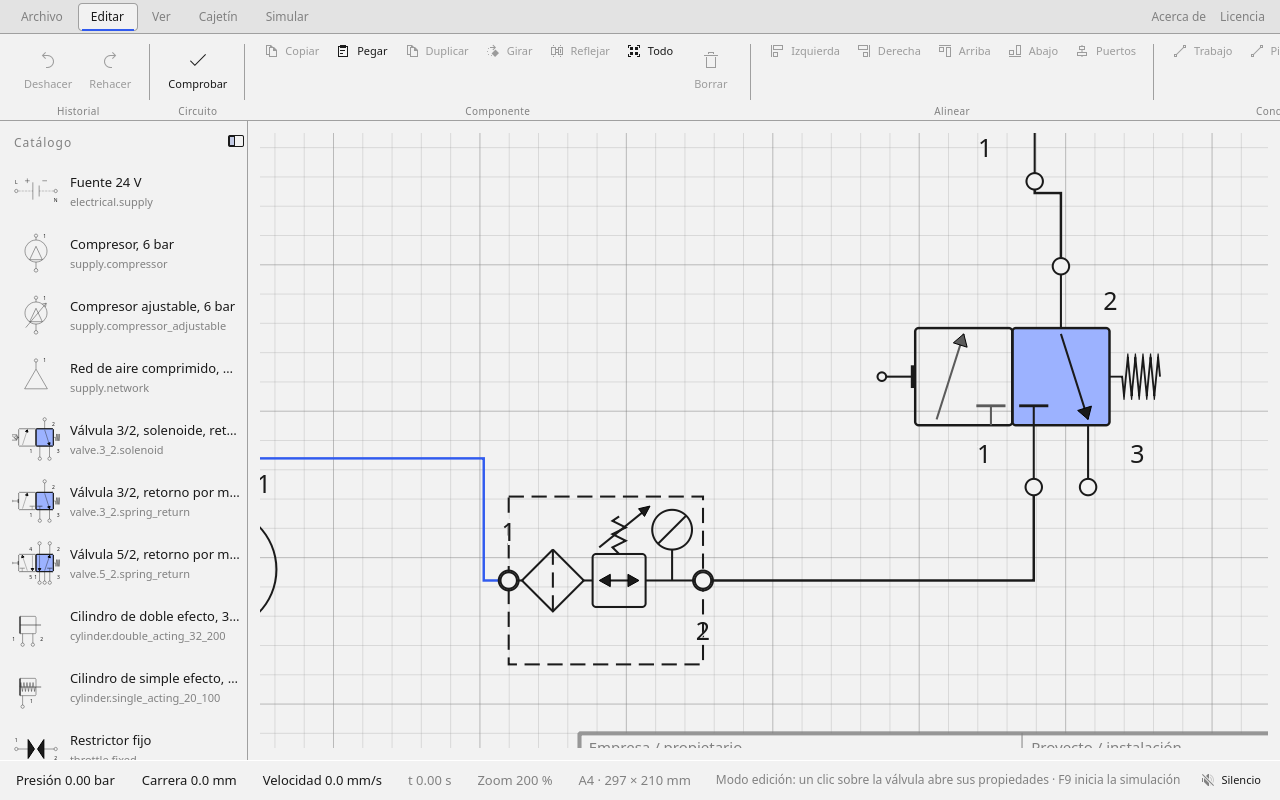 Archivo Editar Ver Cajetín Simular Acerca de Licencia
Deshacer Rehacer Comprobar Copiar Pegar Duplicar Girar Reflejar Todo Borrar Izquierda Derecha Arriba Abajo Puertos Trabajo
Historial Circuito Componente Alinear
Catálogo
Fuente 24 V
electrical.supply
Compresor, 6 bar
supply.compressor
Compresor ajustable, 6 bar
supply.compressor_adjustable
Red de aire comprimido, ...
supply.network
Válvula 3/2, solenoide, ret...
valve.3_2.solenoid
Válvula 3/2, retorno por m...
valve.3_2.spring_return
Válvula 5/2, retorno por m...
valve.5_2.spring_return
Cilindro de doble efecto, 3...
cylinder.double_acting_32_200
Cilindro de simple efecto, ...
cylinder.single_acting_20_100
Restrictor fijo
throttle.fixed
1
2
1 3
1
1
2
Empresa / propietario Proyecto / instalación
Presión 0.00 bar Carrera 0.0 mm Velocidad 0.0 mm/s t 0.00 s Zoom 200 % A4 · 297 × 210 mm Modo edición: un clic sobre la válvula abre sus propiedades · F9 inicia la simulación Silencio